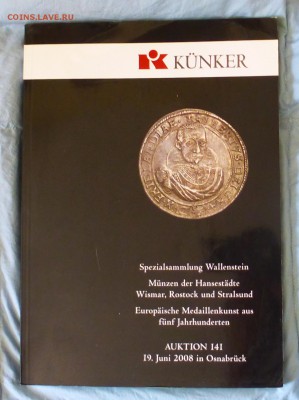 COINS.LAVE.RU
KÜNKER
Spezialsammlung Wallenstein
Münzen der Hansestädte
Wismar, Rostock und Stralsund
Europäische Medaillenkunst aus
fünf Jahrhunderten
AUKTION 141
19. Juni 2008 in Osnabrück